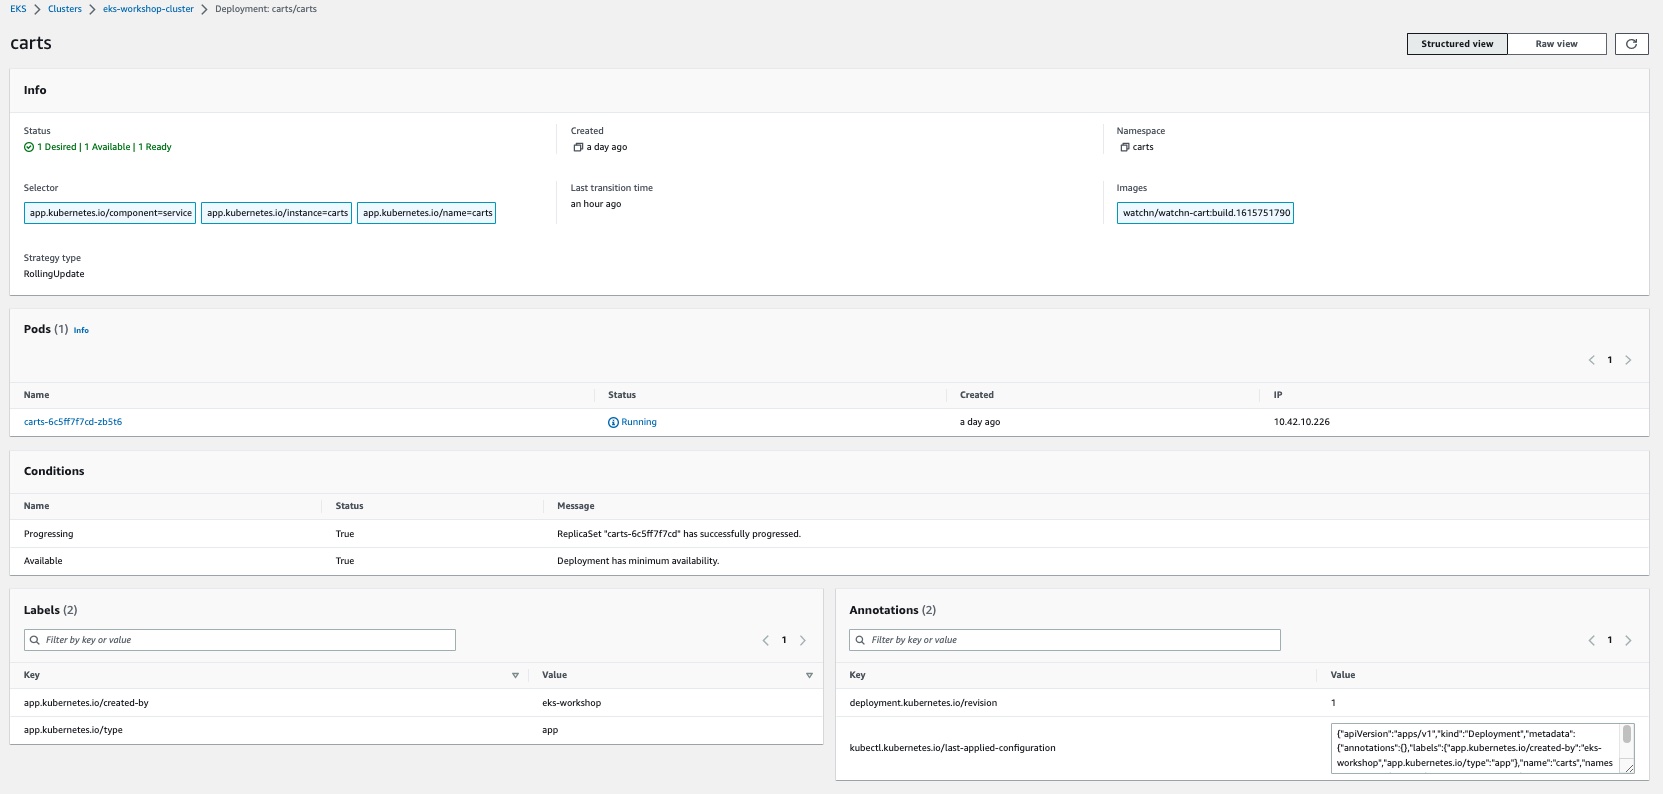 EKS > Clusters > eks-workshop-cluster > Deployment: carts/carts
carts
Structured view Raw view
Info
Status Created Namespace
1 Desired | 1 Available | 1 Ready a day ago carts
Selector Last transition time Images
app.kubernetes.io/component=service app.kubernetes.io/instance=carts app.kubernetes.io/name=carts an hour ago watchn/watchn-cart:build.1615751790
Strategy type
RollingUpdate
Pods (1) Info
1
Name Status Created IP
carts-6c5ff7f7cd-zb5t6 Running a day ago 10.42.10.226
Conditions
Name Status Message
Progressing True ReplicaSet "carts-6c5ff7f7cd" has successfully progressed.
Available True Deployment has minimum availability.
Labels (2)
Filter by key or value 1
Key Value
app.kubernetes.io/created-by eks-workshop
app.kubernetes.io/type app
Annotations (2)
Filter by key or value 1
Key Value
deployment.kubernetes.io/revision 1
kubectl.kubernetes.io/last-applied-configuration
{"apiVersion":"apps/v1","kind":"Deployment","metadata":
{"annotations":{},"labels":{"app.kubernetes.io/created-by":"eks-
workshop","app.kubernetes.io/type":"app"},"name":"carts","names